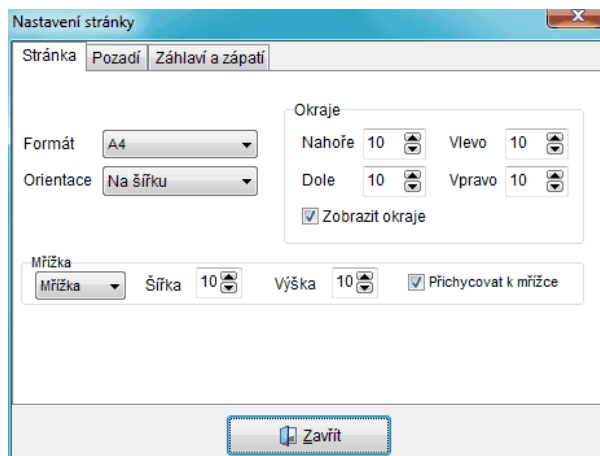 Nastavení stránky
Stránka Pozadí Záhlaví a zápatí
Okraje
Formát A4 Nahoře 10 Vlevo 10
Orientace Na šířku Dole 10 Vpravo 10
Zobrazit okraje
Mřížka
Mřížka Šířka 10 Výška 10 Přichycovat k mřížce
Zavřít